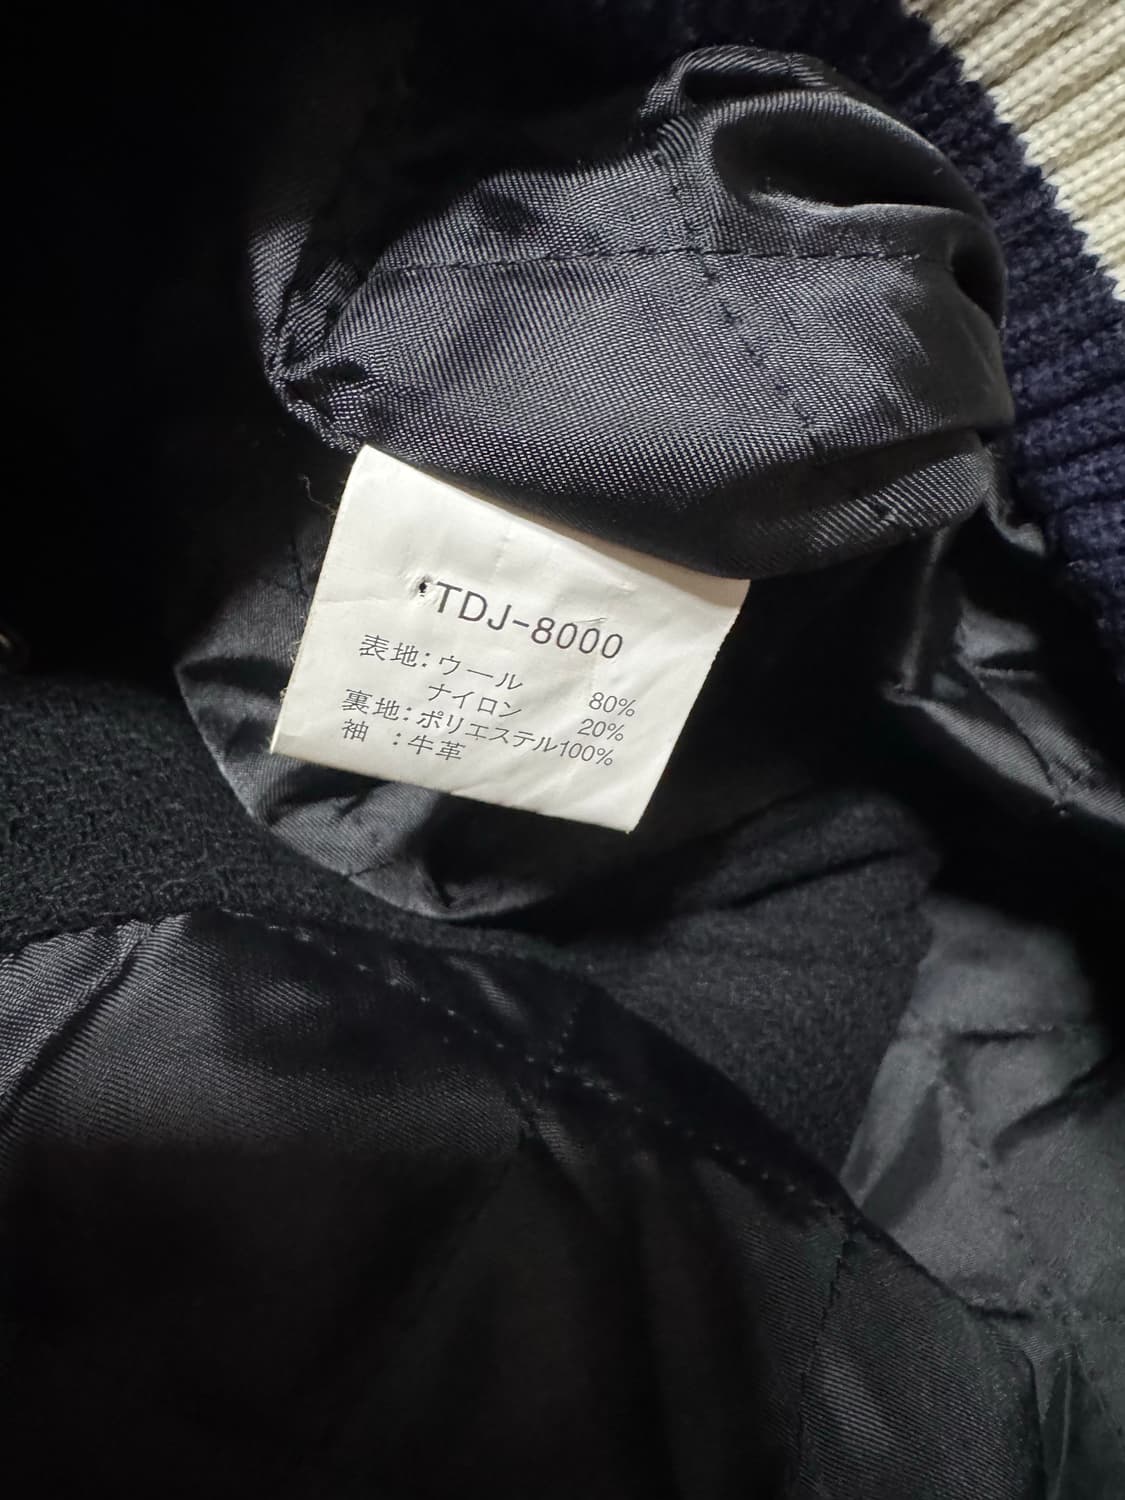 TDJ-8000
表地:ウール 80%
ナイロン 20%
裏地:ポリエステル100%
袖 :牛革